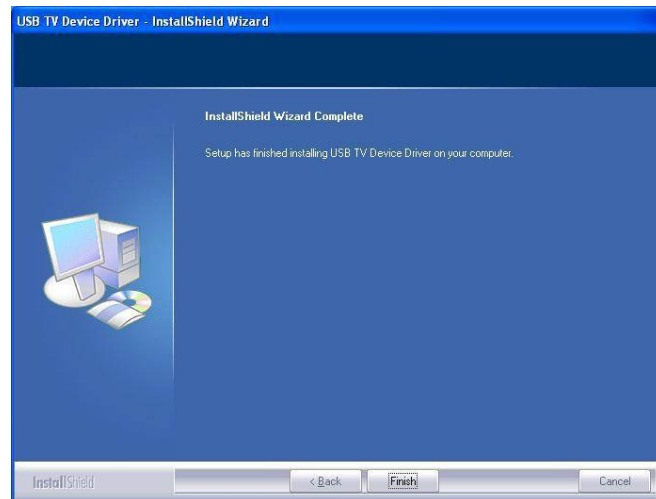 USB TV Device Driver - InstallShield Wizard
InstallShield Wizard Complete
Setup has finished installing USB TV Device Driver on your computer.
InstallShield
< Back Finish Cancel